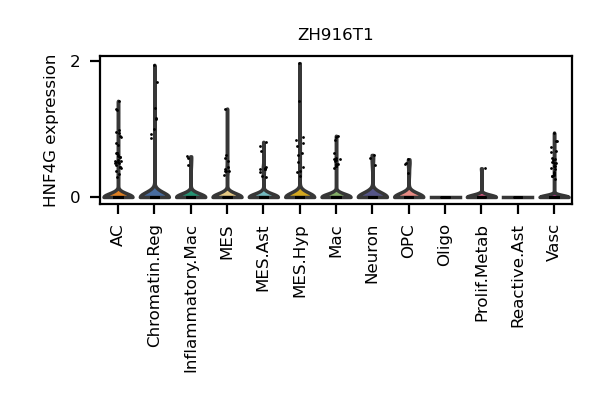 ZH916T1
HNF4G expression
2
0
AC
Chromatin.Reg
Inflammatory.Mac
MES
MES.Ast
MES.Hyp
Mac
Neuron
OPC
Oligo
Prolif.Metab
Reactive.Ast
Vasc